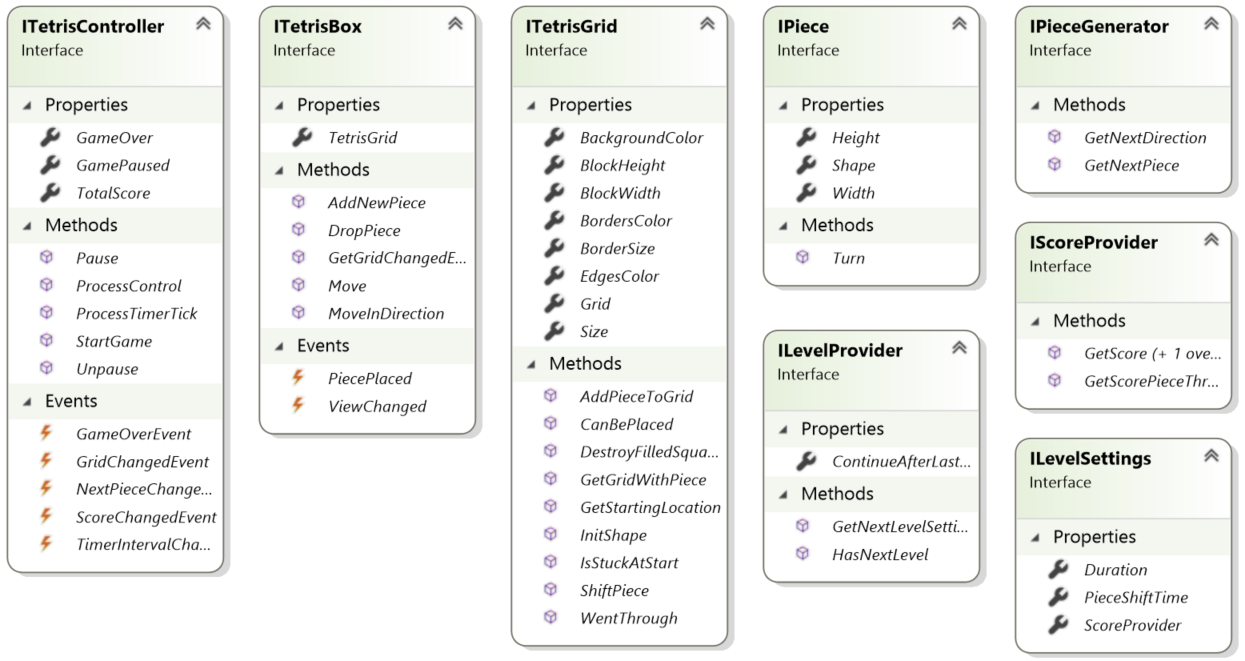 ITetrisController
Interface
Properties
GameOver
GamePaused
TotalScore
Methods
Pause
ProcessControl
ProcessTimerTick
StartGame
Unpause
Events
GameOverEvent
GridChangedEvent
NextPieceChange...
ScoreChangedEvent
TimerIntervalCha...
ITetrisBox
Interface
Properties
TetrisGrid
Methods
AddNewPiece
DropPiece
GetGridChangedE...
Move
MoveInDirection
Events
PiecePlaced
ViewChanged
ITetrisGrid
Interface
Properties
BackgroundColor
BlockHeight
BlockWidth
BordersColor
BorderSize
EdgesColor
Grid
Size
Methods
AddPieceToGrid
CanBePlaced
DestroyFilledSqua...
GetGridWithPiece
GetStartingLocation
InitShape
IsStuckAtStart
ShiftPiece
WentThrough
IPiece
Interface
Properties
Height
Shape
Width
Methods
Turn
ILevelProvider
Interface
Properties
ContinueAfterLast...
Methods
GetNextLevelSetti...
HasNextLevel
IPieceGenerator
Interface
Methods
GetNextDirection
GetNextPiece
IScoreProvider
Interface
Methods
GetScore (+ 1 ove...
GetScorePieceThr...
ILevelSettings
Interface
Properties
Duration
PieceShiftTime
ScoreProvider